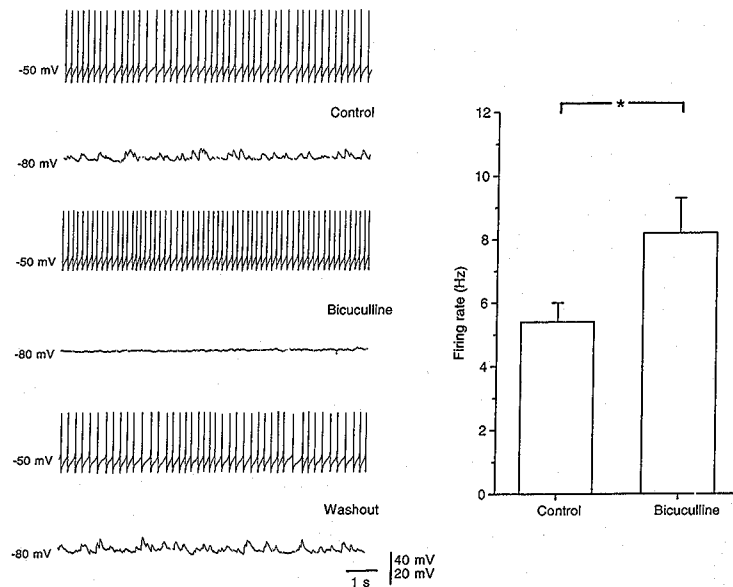 -50 mV
Control
-80 mV
-50 mV
Bicuculline
-80 mV
-50 mV
Washout
-80 mV
1 s
40 mV
20 mV
*
12
10
8
6
4
2
0
Firing rate (Hz)
Control
Bicuculline